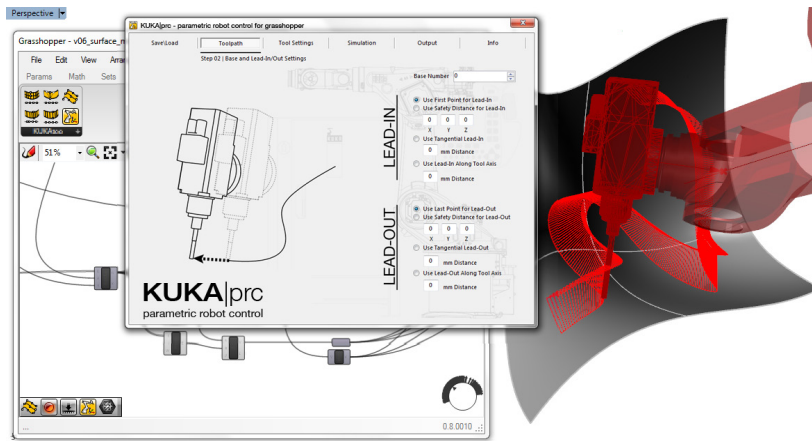 Perspective
Grasshopper - v06_surface_n
File Edit View Arran
Params Math Sets
KUKA|prc
51%
KUKA|prc - parametric robot control for grasshopper
Save\Load Toolpath Tool Settings Simulation Output Info
Step 02 | Base and Lead-In/Out Settings
Base Number 0
LEAD-IN
Use First Point for Lead-In
Use Safety Distance for Lead-In
0 0 0
X Y Z
Use Tangential Lead-In
0 mm Distance
Use Lead-In Along Tool Axis
0 mm Distance
LEAD-OUT
Use Last Point for Lead-Out
Use Safety Distance for Lead-Out
0 0 0
X Y Z
Use Tangential Lead-Out
0 mm Distance
Use Lead-Out Along Tool Axis
0 mm Distance
KUKA|prc
parametric robot control
...
0.8.0010